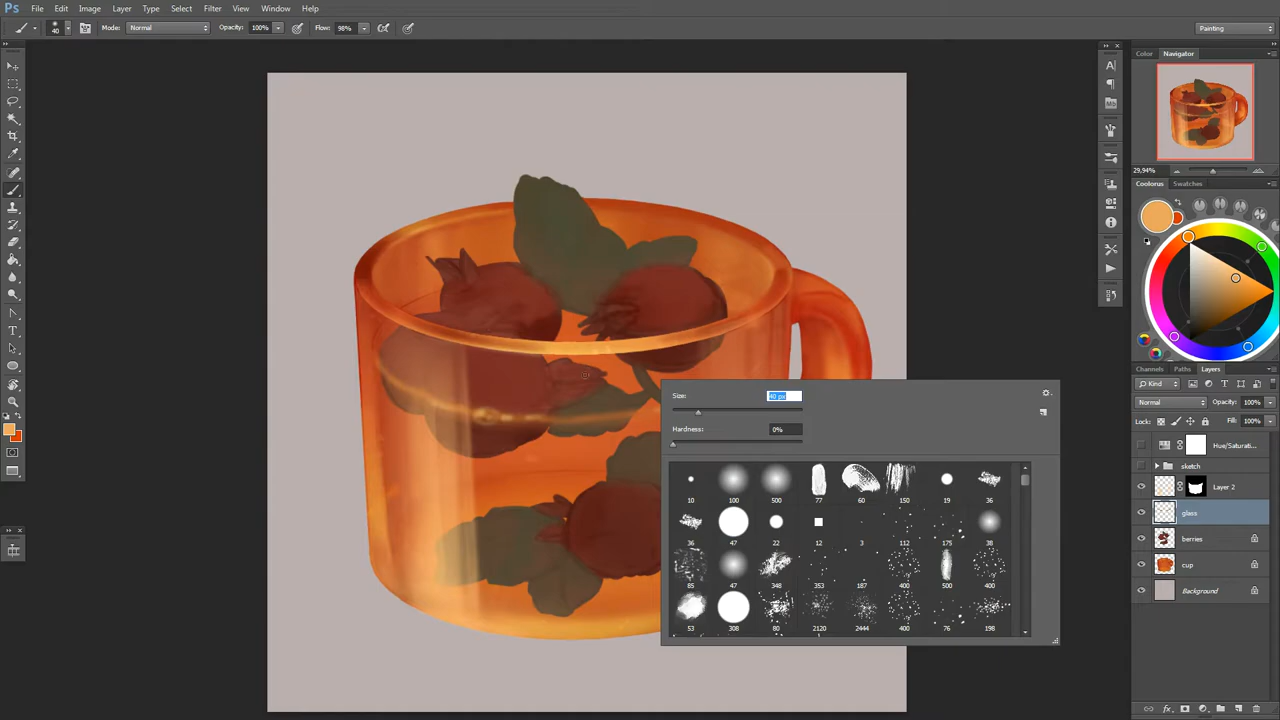 Ps File Edit Image Layer Type Select Filter View Window Help
40 Mode: Normal Opacity: 100% Flow: 98% Painting
Color Navigator
29,94%
Coolorus Swatches
Channels Paths Layers
Kind
Normal Opacity: 100%
Lock: Fill: 100%
Hue/Saturati...
sketch
Layer 2
glass
berries
cup
Background
Size: 40 px
Hardness: 0%
10 100 500 77 60 150 19 36
36 47 22 12 3 112 175 38
85 47 348 353 187 400 500 400
53 308 80 2120 2444 400 76 198